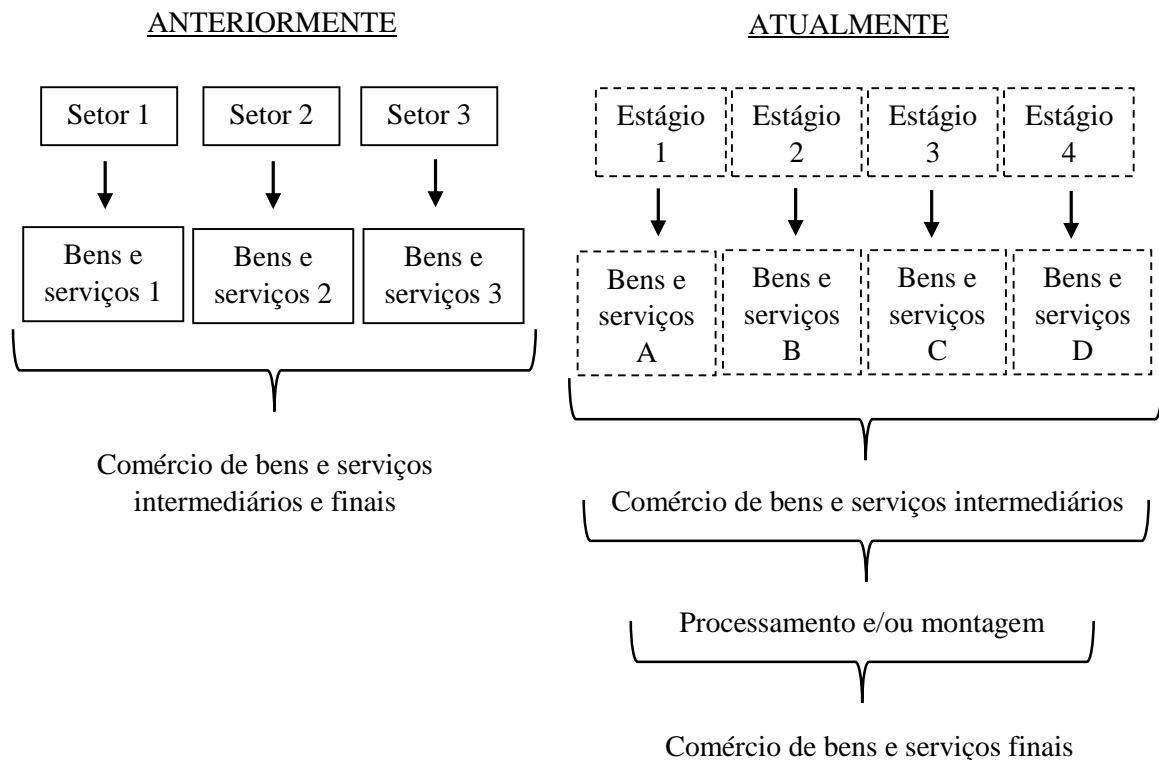 ANTERIORMENTE
Setor 1
Setor 2
Setor 3
Bens e
serviços 1
Bens e
serviços 2
Bens e
serviços 3
Comércio de bens e serviços
intermediários e finais
ATUALMENTE
Estágio
1
Estágio
2
Estágio
3
Estágio
4
Bens e
serviços
A
Bens e
serviços
B
Bens e
serviços
C
Bens e
serviços
D
Comércio de bens e serviços intermediários
Processamento e/ou montagem
Comércio de bens e serviços finais